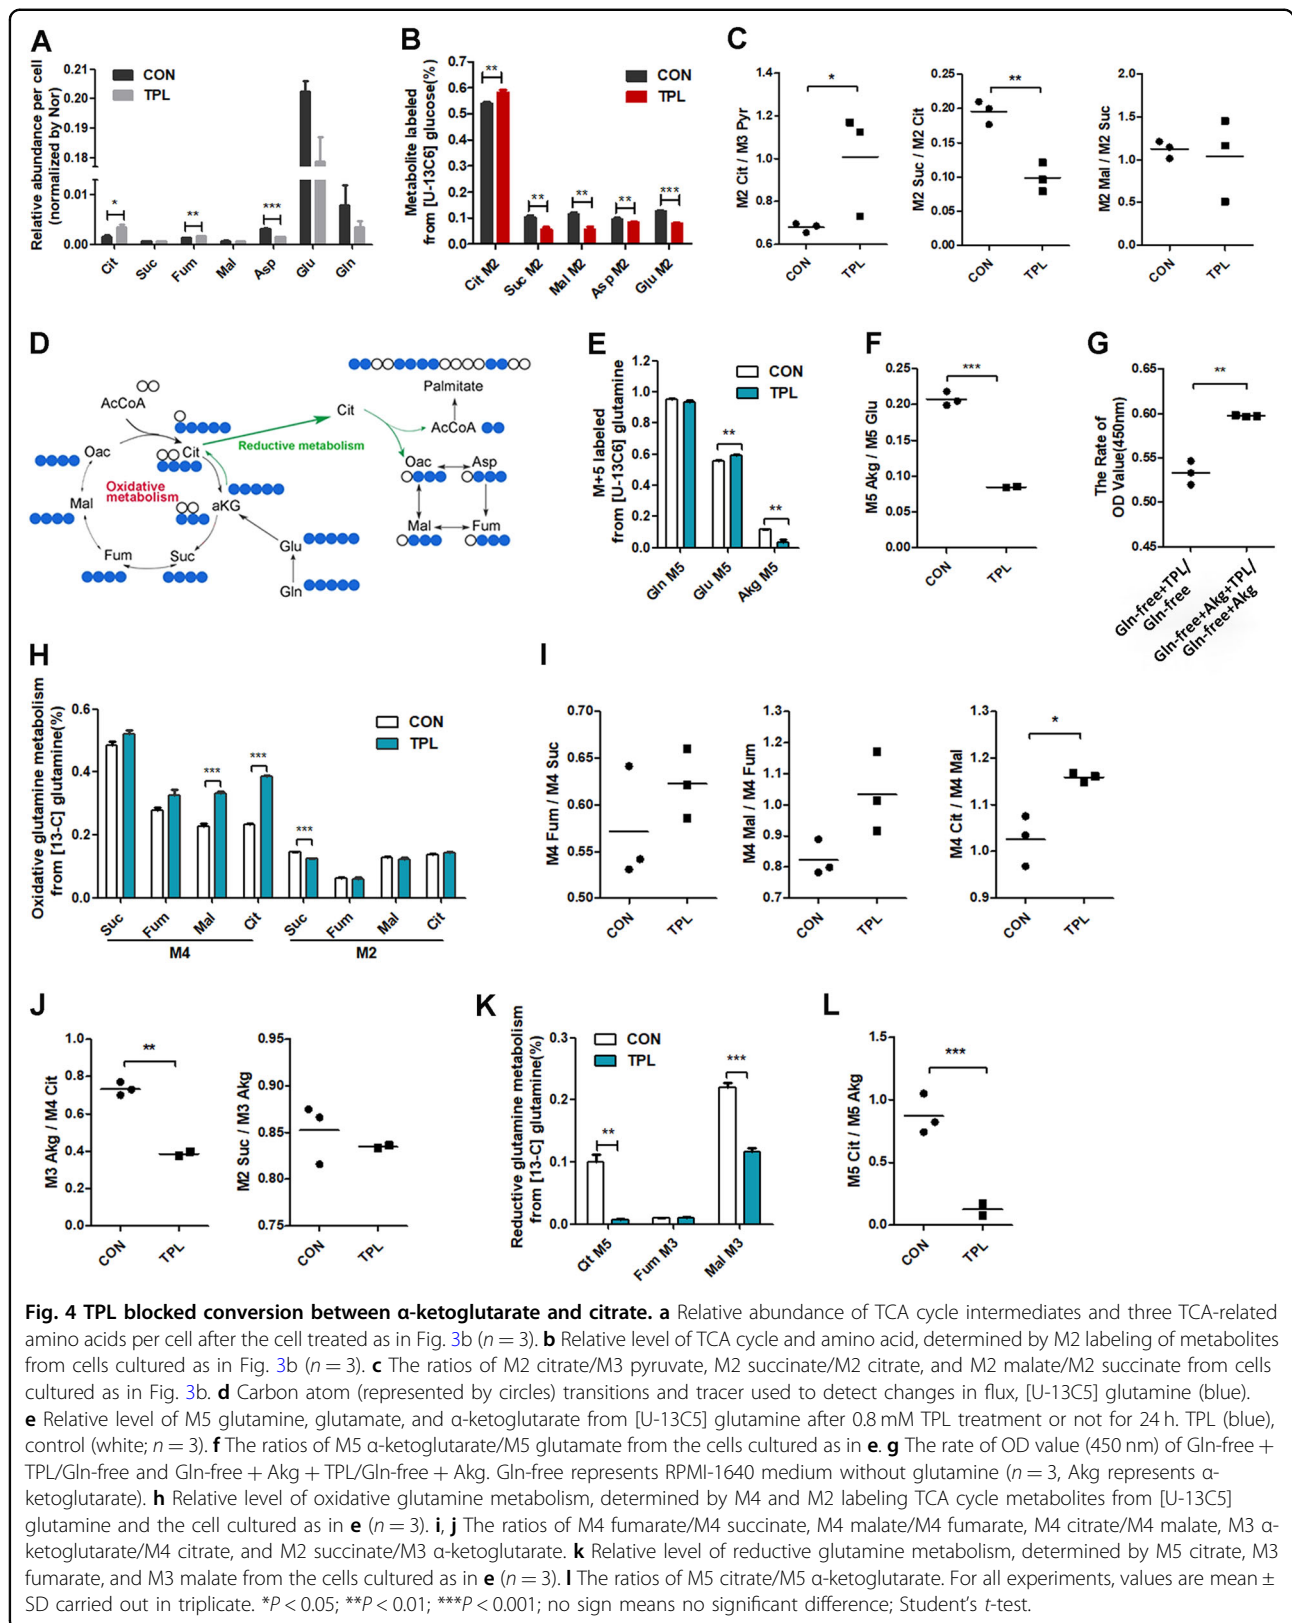 A
Relative abundance per cell
(normalized by Nor)
0.21
0.20
0.19
0.18
0.01
0.00
CON
TPL
*
**
***
Cit
Suc
Fum
Mal
Asp
Glu
Gln
B
Metabolite labeled
from [U-13C6] glucose(%)
0.7
0.6
0.5
0.4
0.3
0.2
0.1
0.0
CON
TPL
**
**
**
**
***
Cit M2
Suc M2
Mal M2
Asp M2
Glu M2
C
M2 Cit / M3 Pyr
1.4
1.2
1.0
0.8
0.6
*
CON
TPL
M2 Suc / M2 Cit
0.25
0.20
0.15
0.10
0.05
0.00
**
CON
TPL
M2 Mal / M2 Suc
2.0
1.5
1.0
0.5
0.0
CON
TPL
D
AcCoA
Oac
Cit
Mal
Oxidative
metabolism
aKG
Fum
Suc
Glu
Gln
Reductive metabolism
Cit
Palmitate
AcCoA
Oac
Asp
Mal
Fum
E
M+5 labeled
from [U-13C6] glutamine
1.2
1.0
0.8
0.6
0.4
0.2
0.0
CON
TPL
**
**
Gln M5
Glu M5
Akg M5
F
M5 Akg / M5 Glu
0.25
0.20
0.15
0.10
0.05
0.00
***
CON
TPL
G
The Rate of
OD Value(450nm)
0.65
0.60
0.55
0.50
0.45
**
Gln-free+TPL/
Gln-free
Gln-free+Akg+TPL/
Gln-free+Akg
H
Oxidative glutamine metabolism
from [13-C] glutamine(%)
0.6
0.4
0.2
0.0
CON
TPL
***
***
***
Suc
Fum
Mal
Cit
Suc
Fum
Mal
Cit
M4
M2
I
M4 Fum / M4 Suc
0.70
0.65
0.60
0.55
0.50
CON
TPL
M4 Mal / M4 Fum
1.3
1.2
1.1
1.0
0.9
0.8
0.7
CON
TPL
M4 Cit / M4 Mal
1.3
1.2
1.1
1.0
0.9
*
CON
TPL
J
M3 Akg / M4 Cit
1.0
0.8
0.6
0.4
0.2
0.0
**
CON
TPL
M2 Suc / M3 Akg
0.95
0.90
0.85
0.80
0.75
CON
TPL
K
Reductive glutamine metabolism
from [13-C] glutamine(%)
0.3
0.2
0.1
0.0
CON
TPL
**
***
Cit M5
Fum M3
Mal M3
L
M5 Cit / M5 Akg
1.5
1.0
0.5
0.0
***
CON
TPL
Fig. 4 TPL blocked conversion between α-ketoglutarate and citrate. a Relative abundance of TCA cycle intermediates and three TCA-related
amino acids per cell after the cell treated as in Fig. 3b (n = 3). b Relative level of TCA cycle and amino acid, determined by M2 labeling of metabolites
from cells cultured as in Fig. 3b (n = 3). c The ratios of M2 citrate/M3 pyruvate, M2 succinate/M2 citrate, and M2 malate/M2 succinate from cells
cultured as in Fig. 3b. d Carbon atom (represented by circles) transitions and tracer used to detect changes in flux, [U-13C5] glutamine (blue).
e Relative level of M5 glutamine, glutamate, and α-ketoglutarate from [U-13C5] glutamine after 0.8 mM TPL treatment or not for 24 h. TPL (blue),
control (white; n = 3). f The ratios of M5 α-ketoglutarate/M5 glutamate from the cells cultured as in e. g The rate of OD value (450 nm) of Gln-free +
TPL/Gln-free and Gln-free + Akg + TPL/Gln-free + Akg. Gln-free represents RPMI-1640 medium without glutamine (n = 3, Akg represents α-
ketoglutarate). h Relative level of oxidative glutamine metabolism, determined by M4 and M2 labeling TCA cycle metabolites from [U-13C5]
glutamine and the cell cultured as in e (n = 3). i, j The ratios of M4 fumarate/M4 succinate, M4 malate/M4 fumarate, M4 citrate/M4 malate, M3 α-
ketoglutarate/M4 citrate, and M2 succinate/M3 α-ketoglutarate. k Relative level of reductive glutamine metabolism, determined by M5 citrate, M3
fumarate, and M3 malate from the cells cultured as in e (n = 3). l The ratios of M5 citrate/M5 α-ketoglutarate. For all experiments, values are mean ±
SD carried out in triplicate. *P < 0.05; **P < 0.01; ***P < 0.001; no sign means no significant difference; Student's t-test.